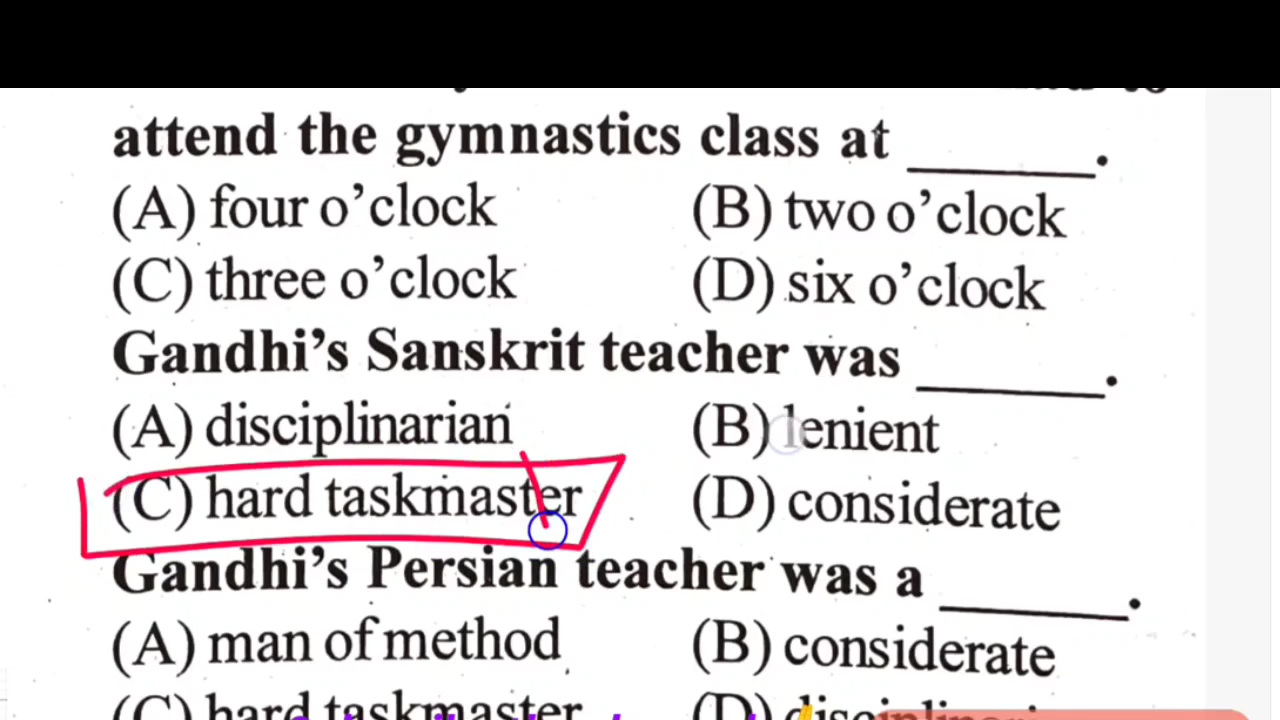 attend the gymnastics class at ______.
(A) four o'clock (B) two o'clock
(C) three o'clock (D) six o'clock
Gandhi's Sanskrit teacher was ______.
(A) disciplinarian (B) lenient
(C) hard taskmaster (D) considerate
Gandhi's Persian teacher was a ______.
(A) man of method (B) considerate
(C) hard taskmaster (D)